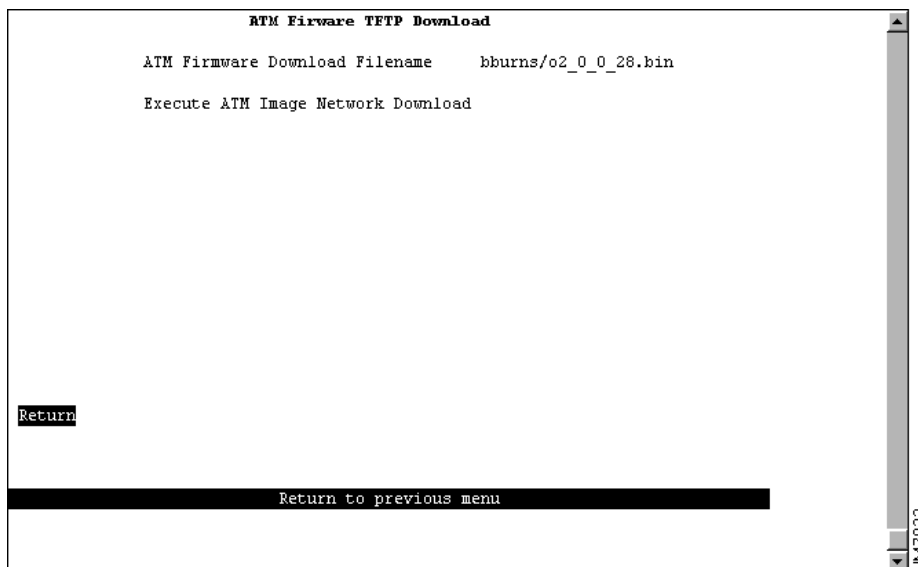 ATM Firware TFTP Download
ATM Firmware Download Filename bburns/o2_0_0_28.bin
Execute ATM Image Network Download
Return
Return to previous menu